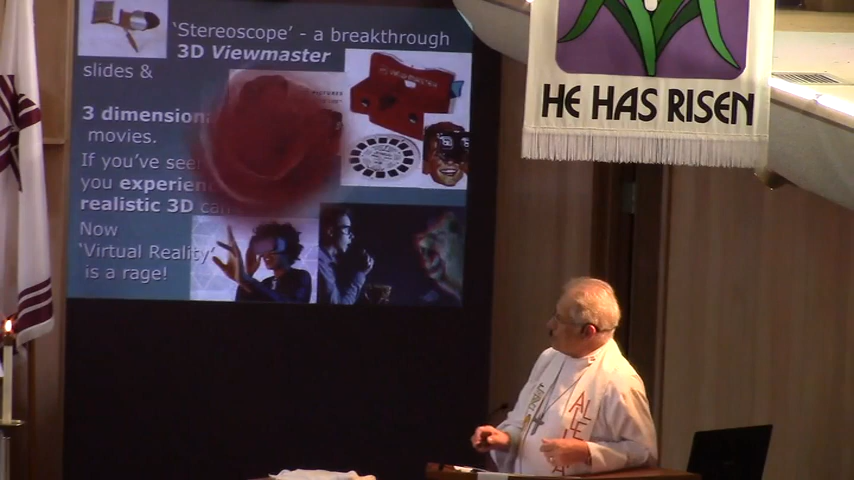 'Stereoscope' - a breakthrough
3D Viewmaster
slides &
3 dimensiona
movies.
If you've see
you experien
realistic 3D ca
Now
'Virtual Reality'
is a rage!
HE HAS RISEN